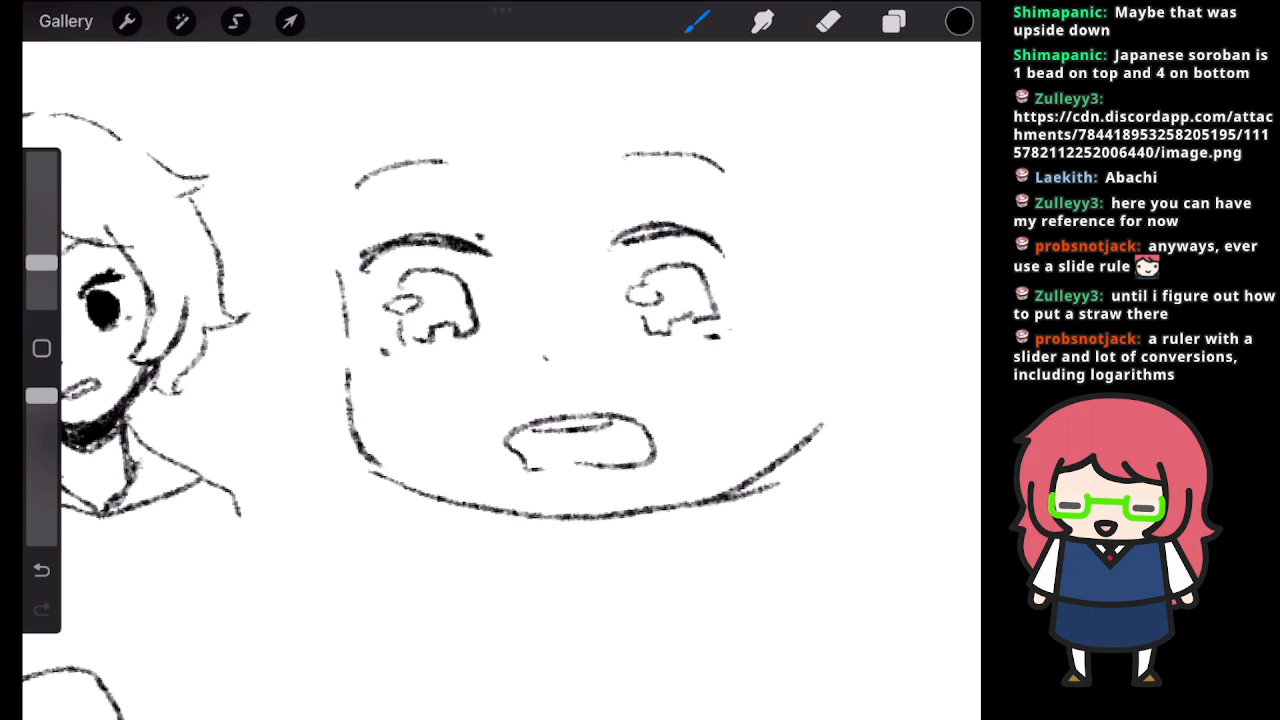 Gallery
Shimapanic: Maybe that was
upside down
Shimapanic: Japanese soroban is
1 bead on top and 4 on bottom
Zulleyy3:
https://cdn.discordapp.com/attac
hments/784418953258205195/111
5782112252006440/image.png
Laekith: Abachi
Zulleyy3: here you can have
my reference for now
probsnotjack: anyways, ever
use a slide rule
Zulleyy3: until i figure out how
to put a straw there
probsnotjack: a ruler with a
slider and lot of conversions,
including logarithms